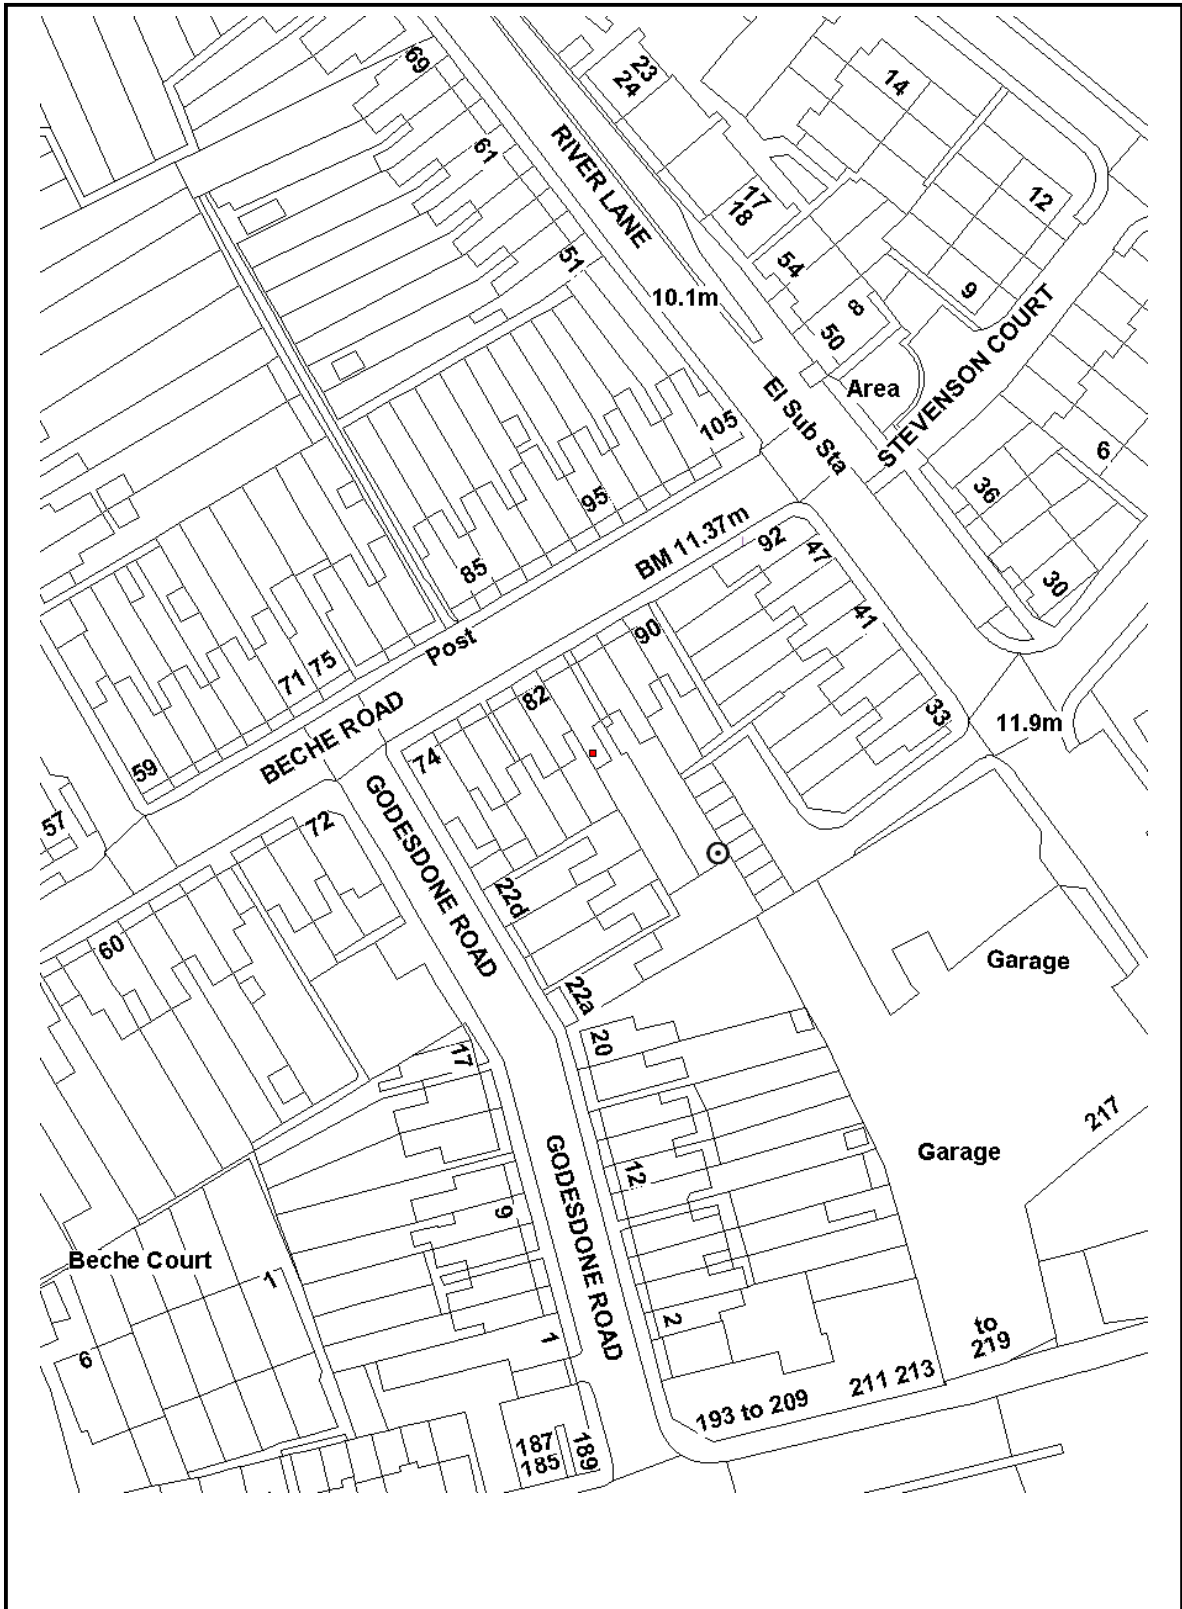 69
23
24
14
61
RIVER LANE
17
18
12
51
54
10.1m
9
8
50
STEVENSON COURT
Area
105
El Sub Sta
6
95
36
BM 11.37m
92
47
85
30
41
90
Post
71 75
82
33
11.9m
BECHE ROAD
74
59
57
72
GODESDONE ROAD
22d
60
Garage
22a
20
17
217
Garage
12
9
GODESDONE ROAD
Beche Court
1
2
1
to
219
6
211 213
193 to 209
187
185
189